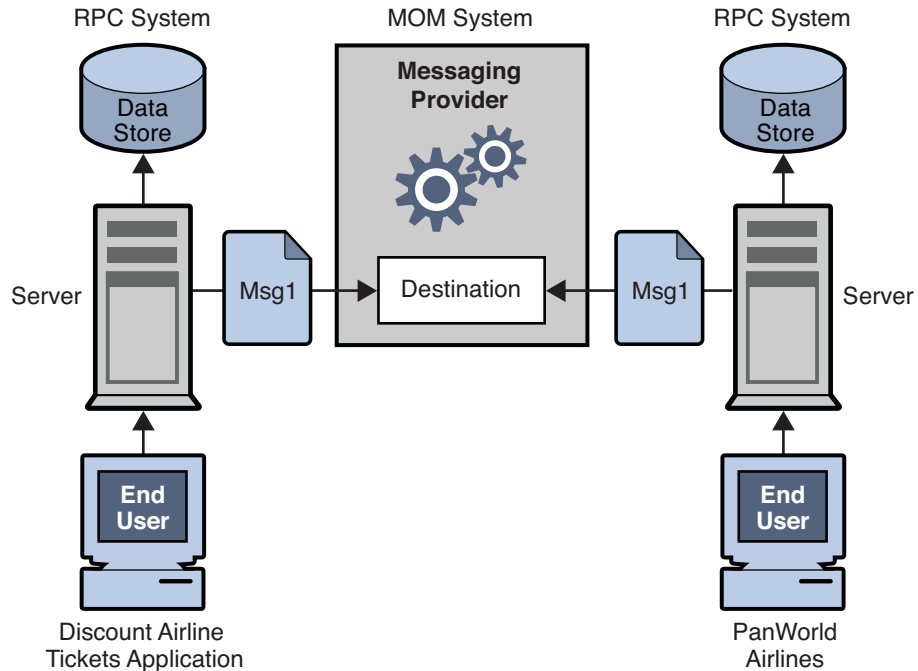 RPC System
MOM System
RPC System
Data
Store
Messaging
Provider
Data
Store
Server
Msg1
Destination
Msg1
Server
End
User
End
User
Discount Airline
Tickets Application
PanWorld
Airlines